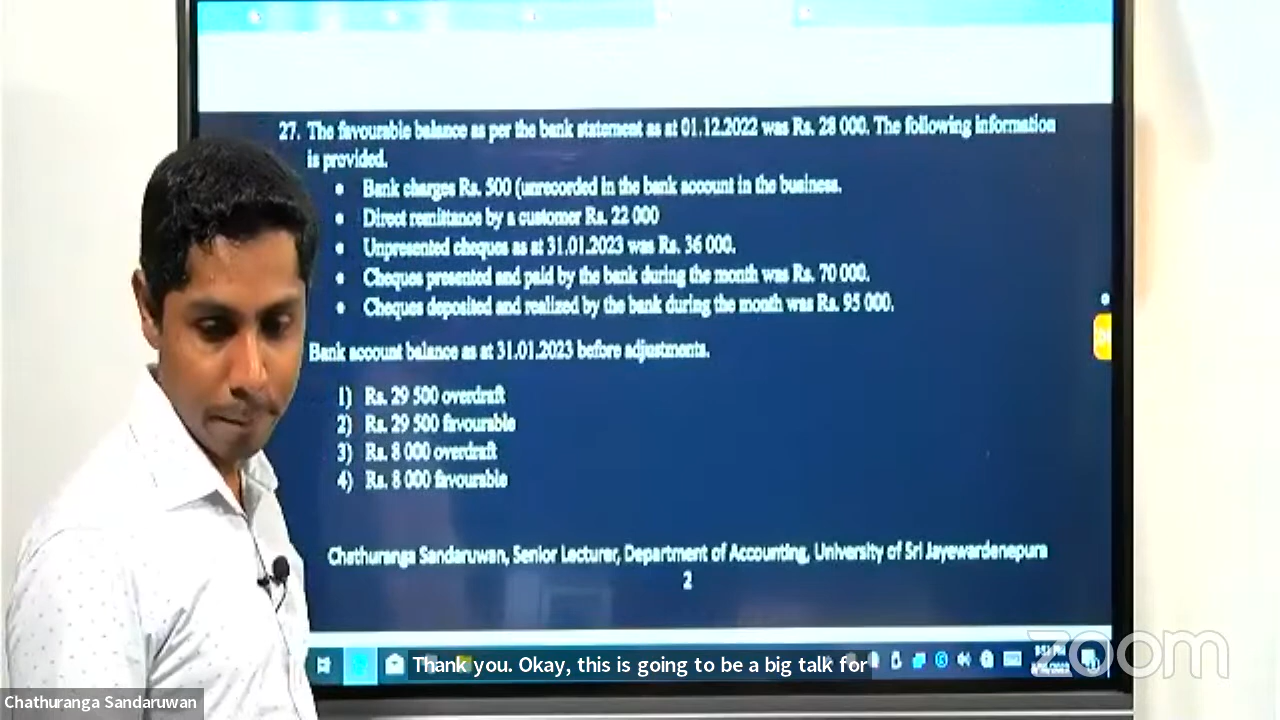 27. The favourable balance as per the bank statement as at 01.12.2022 was Rs. 28 000. The following information
is provided.
• Bank charges Rs. 500 (unrecorded in the bank account in the business.
• Direct remittance by a customer Rs. 22 000
• Unpresented cheques as at 31.01.2023 was Rs. 36 000.
• Cheques presented and paid by the bank during the month was Rs. 70 000.
• Cheques deposited and realized by the bank during the month was Rs. 95 000.
Bank account balance as at 31.01.2023 before adjustments.
1) Rs. 29 500 overdraft
2) Rs. 29 500 favourable
3) Rs. 8 000 overdraft
4) Rs. 8 000 favourable
Chathuranga Sandaruwan, Senior Lecturer, Department of Accounting, University of Sri Jayewardenepura
2
zoom
Thank you. Okay, this is going to be a big talk for
Chathuranga Sandaruwan